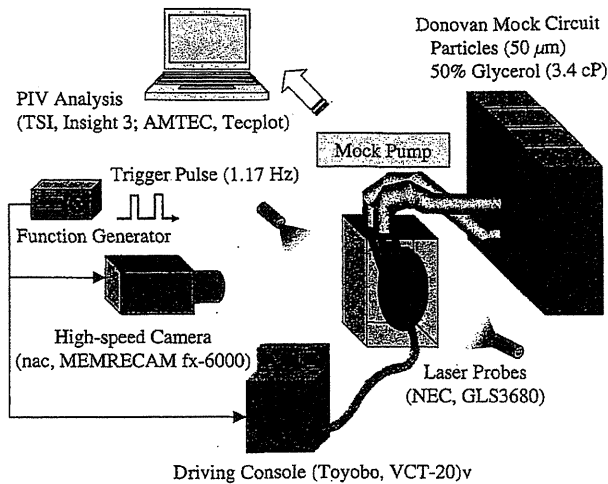 Donovan Mock Circuit
Particles (50 μm)
50% Glycerol (3.4 cP)
PIV Analysis
(TSI, Insight 3; AMTEC, Tecplot)
Mock Pump
Trigger Pulse (1.17 Hz)
Function Generator
High-speed Camera
(nac, MEMRECAM fx-6000)
Laser Probes
(NEC, GLS3680)
Driving Console (Toyobo, VCT-20)v